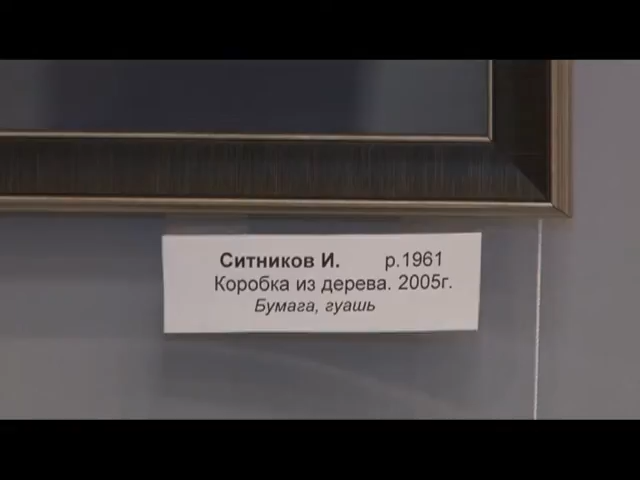 Ситников И. р.1961
Коробка из дерева. 2005г.
Бумага, гуашь